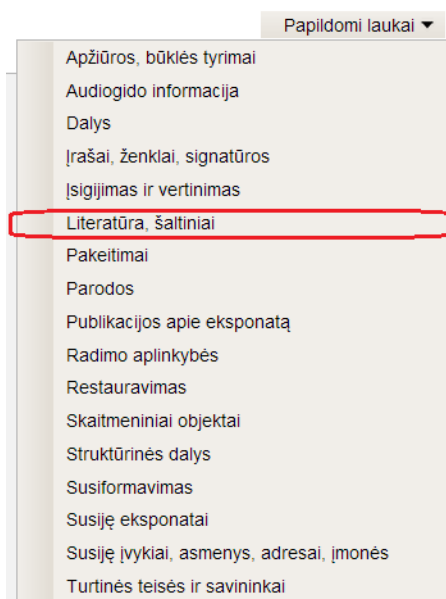 Papildomi laukai ▼
Apžiūros, būklės tyrimai
Audiogido informacija
Dalys
Įrašai, ženklai, signatūros
Įsigijimas ir vertinimas
Literatūra, šaltiniai
Pakeitimai
Parodos
Publikacijos apie eksponatą
Radimo aplinkybės
Restauravimas
Skaitmeniniai objektai
Struktūrinės dalys
Susiformavimas
Susiję eksponatai
Susiję įvykiai, asmenys, adresai, įmonės
Turtinės teisės ir savininkai